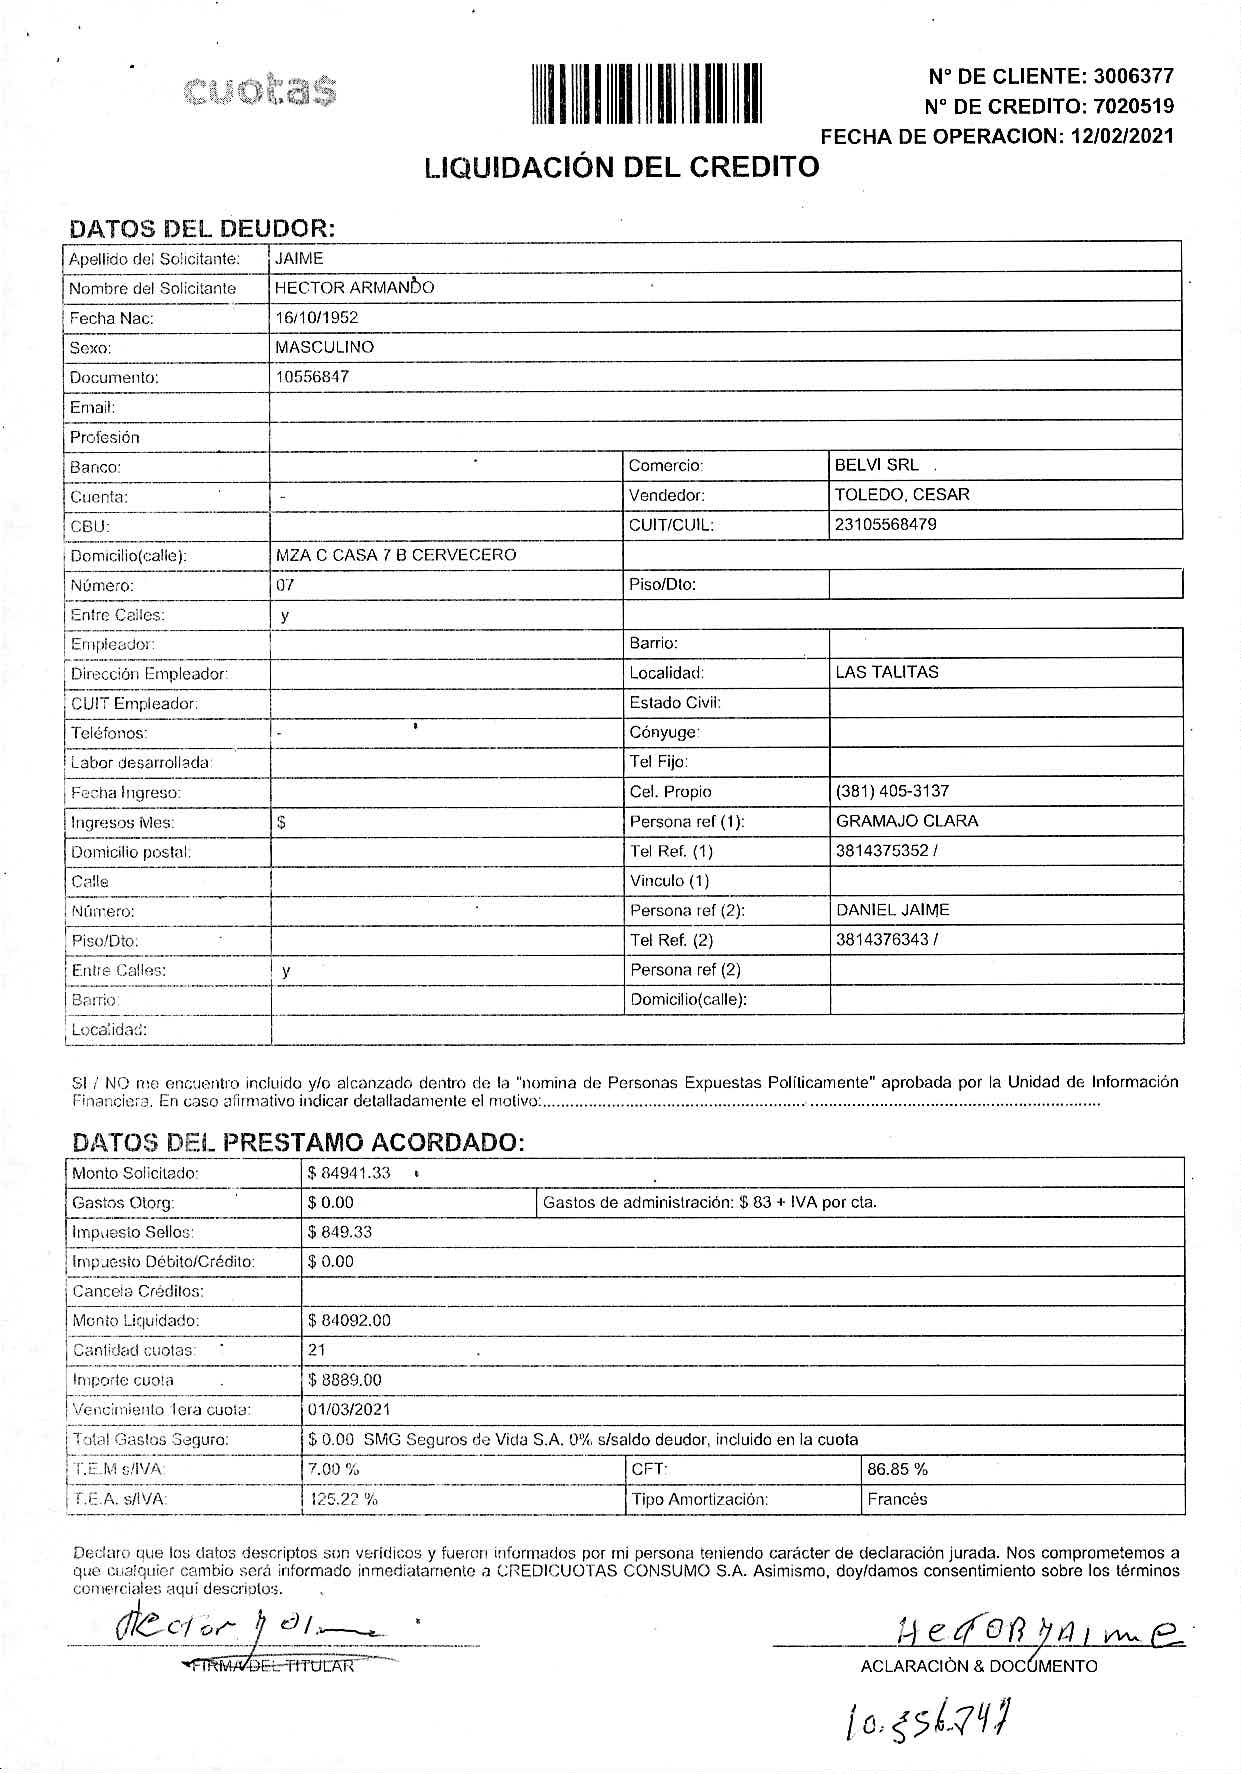 cuotas
N° DE CLIENTE: 3006377
N° DE CREDITO: 7020519
FECHA DE OPERACION: 12/02/2021
LIQUIDACIÓN DEL CREDITO
DATOS DEL DEUDOR:
Apellido del Solicitante: JAIME
Nombre del Solicitante HECTOR ARMANDO
Fecha Nac: 16/10/1952
Sexo: MASCULINO
Documento: 10556847
Email:
Profesión
Banco: Comercio: BELVI SRL
Cuenta: - Vendedor: TOLEDO, CESAR
CBU: CUIT/CUIL: 23105568479
Domicilio(calle): MZA C CASA 7 B CERVECERO
Número: 07 Piso/Dto:
Entre Calles: y
Empleador: Barrio:
Dirección Empleador: Localidad: LAS TALITAS
CUIT Empleador: Estado Civil:
Teléfonos: - Cónyuge:
Labor desarrollada: Tel Fijo:
Fecha Ingreso: Cel. Propio (381) 405-3137
Ingresos Mes: $ Persona ref (1): GRAMAJO CLARA
Domicilio postal: Tel Ref. (1) 3814375352 /
Calle Vinculo (1)
Número: Persona ref (2): DANIEL JAIME
Piso/Dto: Tel Ref. (2) 3814376343 /
Entre Calles: y Persona ref (2)
Barrio: Domicilio(calle):
Localidad:
SI / NO me encuentro incluido y/o alcanzado dentro de la "nomina de Personas Expuestas Políticamente" aprobada por la Unidad de Información
Financiera. En caso afirmativo indicar detalladamente el motivo:
DATOS DEL PRESTAMO ACORDADO:
Monto Solicitado: $ 84941.33
Gastos Otorg: $ 0.00 Gastos de administración: $ 83 + IVA por cta.
Impuesto Sellos: $ 849.33
Impuesto Débito/Crédito: $ 0.00
Cancela Créditos:
Monto Liquidado: $ 84092.00
Cantidad cuotas: 21
Importe cuota $ 8889.00
Vencimiento 1era cuota: 01/03/2021
Total Gastos Seguro: $ 0.00 SMG Seguros de Vida S.A. 0% s/saldo deudor, incluido en la cuota
T.E.M s/IVA: 7.00 % CFT: 86.85 %
T.E.A. s/IVA: 125.22 % Tipo Amortización: Francés
Declaro que los datos descriptos son verídicos y fueron informados por mi persona teniendo carácter de declaración jurada. Nos comprometemos a
que cualquier cambio será informado inmediatamente a CREDICUOTAS CONSUMO S.A. Asimismo, doy/damos consentimiento sobre los términos
comerciales aquí descriptos.
Hector JAIME
FIRMA DEL TITULAR ACLARACIÓN & DOCUMENTO